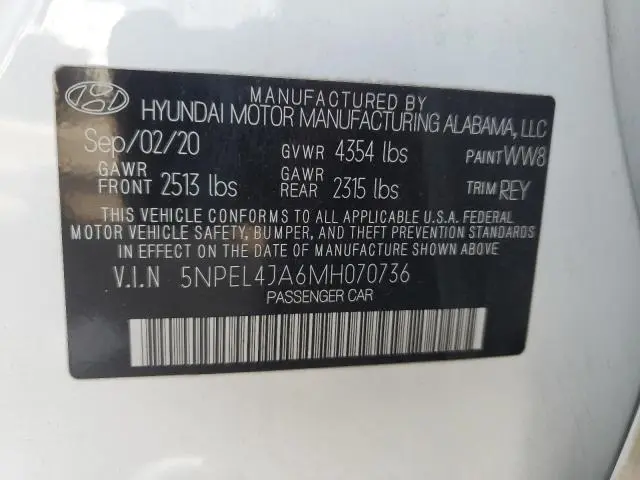 MANUFACTURED BY
HYUNDAI MOTOR MANUFACTURING ALABAMA, LLC
Sep/02/20 GVWR 4354 lbs PAINT WW8
GAWR FRONT 2513 lbs GAWR REAR 2315 lbs TRIM REY
THIS VEHICLE CONFORMS TO ALL APPLICABLE U.S.A. FEDERAL
MOTOR VEHICLE SAFETY, BUMPER, AND THEFT PREVENTION STANDARDS
IN EFFECT ON THE DATE OF MANUFACTURE SHOWN ABOVE.
V.I.N 5NPEL4JA6MH070736
PASSENGER CAR